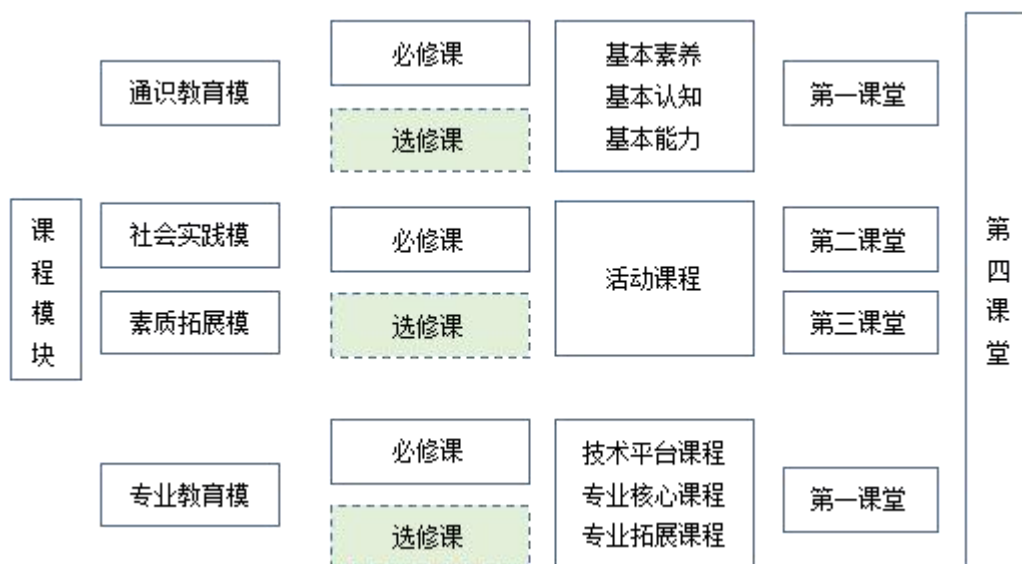 课程模块
通识教育模
必修课
选修课
基本素养
基本认知
基本能力
第一课堂
社会实践模
素质拓展模
必修课
选修课
活动课程
第二课堂
第三课堂
专业教育模
必修课
选修课
技术平台课程
专业核心课程
专业拓展课程
第一课堂
第四课堂